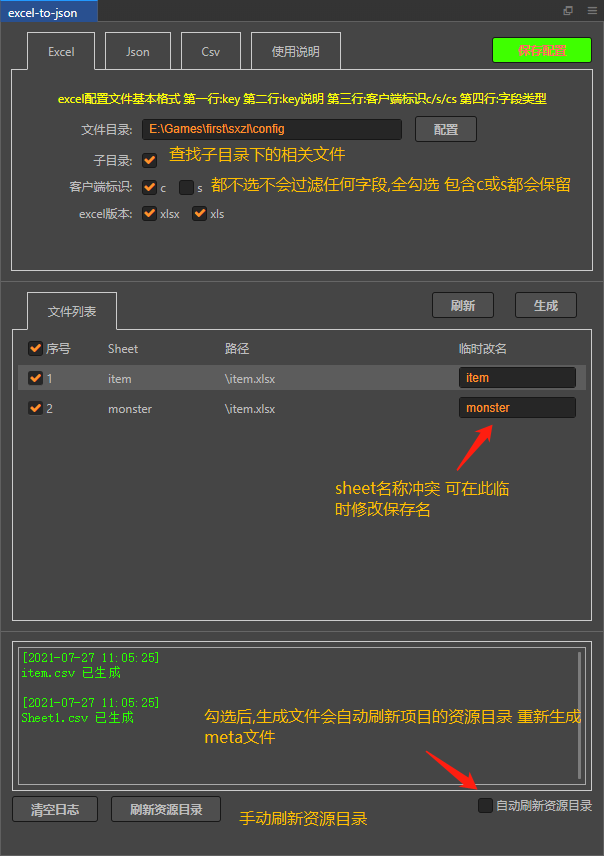 excel-to-json
Excel Json Csv 使用说明 保存配置
excel配置文件基本格式 第一行:key 第二行:key说明 第三行:客户端标识c/s/cs 第四行:字段类型
文件目录: E:\Games\first\sxzl\config 配置
子目录: 查找子目录下的相关文件
客户端标识: c s 都不选不会过滤任何字段,全勾选 包含c或s都会保留
excel版本: xlsx xls
文件列表 刷新 生成
序号 Sheet 路径 临时改名
1 item \item.xlsx item
2 monster \item.xlsx monster
sheet名称冲突 可在此临
时修改保存名
[2021-07-27 11:05:25]
item.csv 已生成
[2021-07-27 11:05:25]
Sheet1.csv 已生成
勾选后,生成文件会自动刷新项目的资源目录 重新生成
meta文件
清空日志 刷新资源目录 手动刷新资源目录 自动刷新资源目录